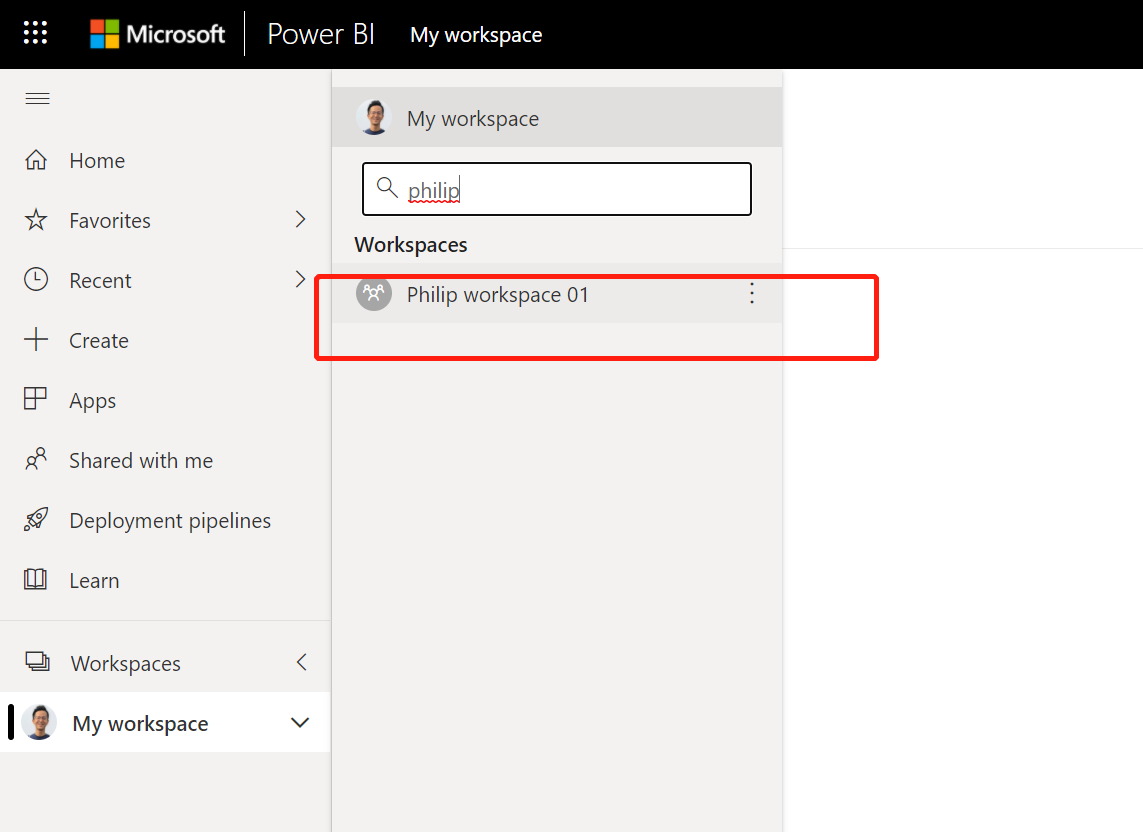 Microsoft Power BI My workspace
My workspace
philip
Workspaces
Philip workspace 01
Home
Favorites
Recent
Create
Apps
Shared with me
Deployment pipelines
Learn
Workspaces
My workspace